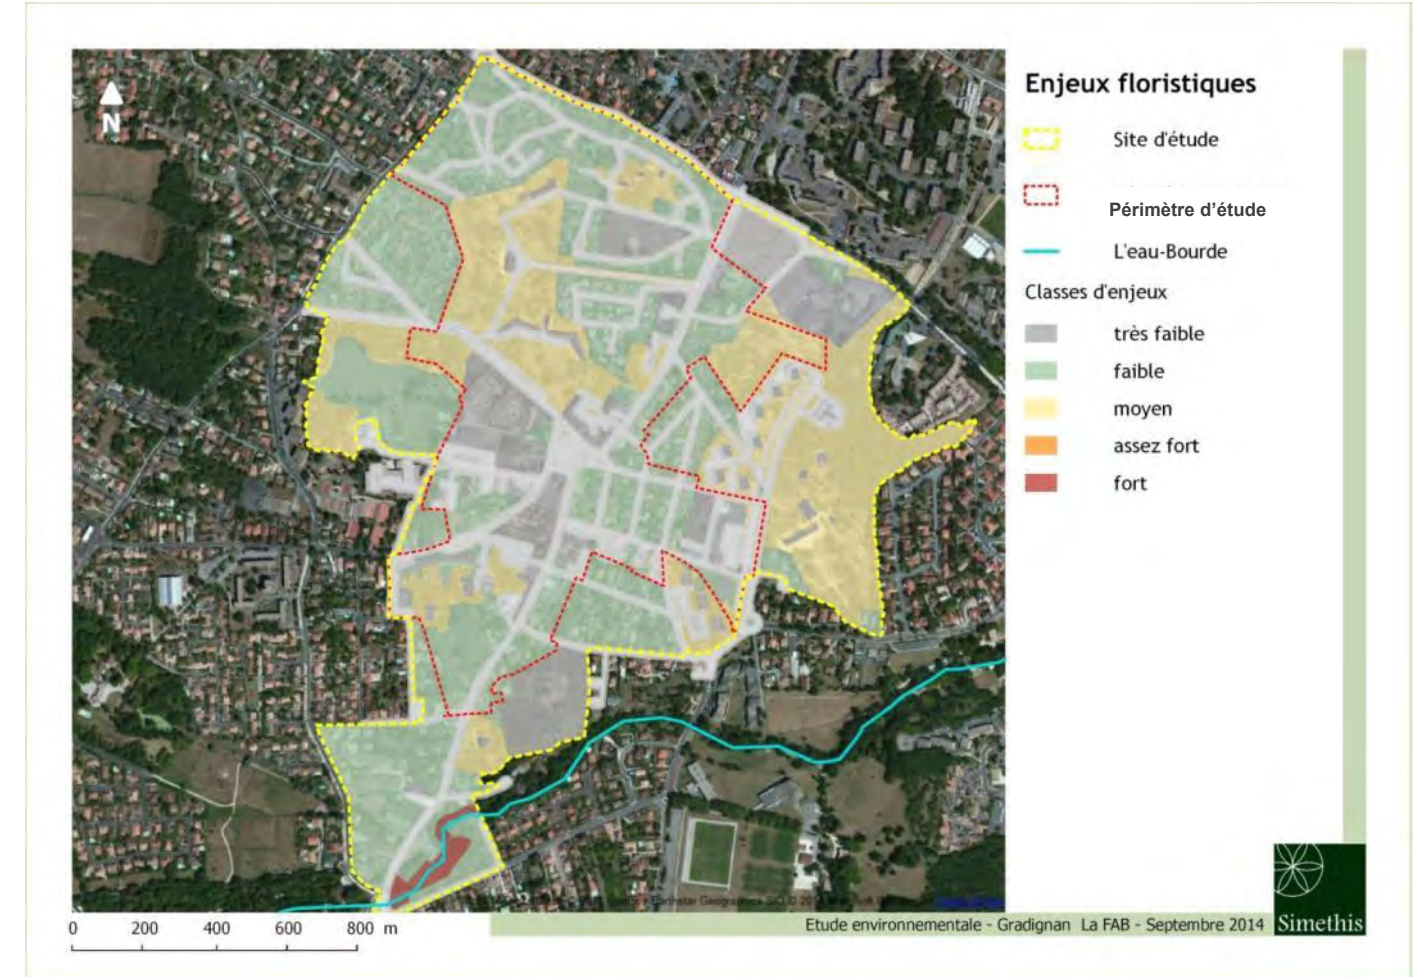 N
Enjeux floristiques
Site d'étude
Périmètre d'étude
L'eau-Bourde
Classes d'enjeux
très faible
faible
moyen
assez fort
fort
0 200 400 600 800 m
Etude environnementale - Gradignan La FAB - Septembre 2014
Simethis